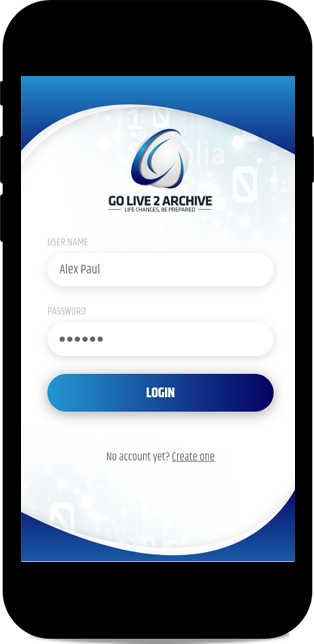 GO LIVE 2 ARCHIVE
LIFE CHANGES, BE PREPARED
USER NAME
Alex Paul
PASSWORD
●●●●●●
LOGIN
No account yet? Create one